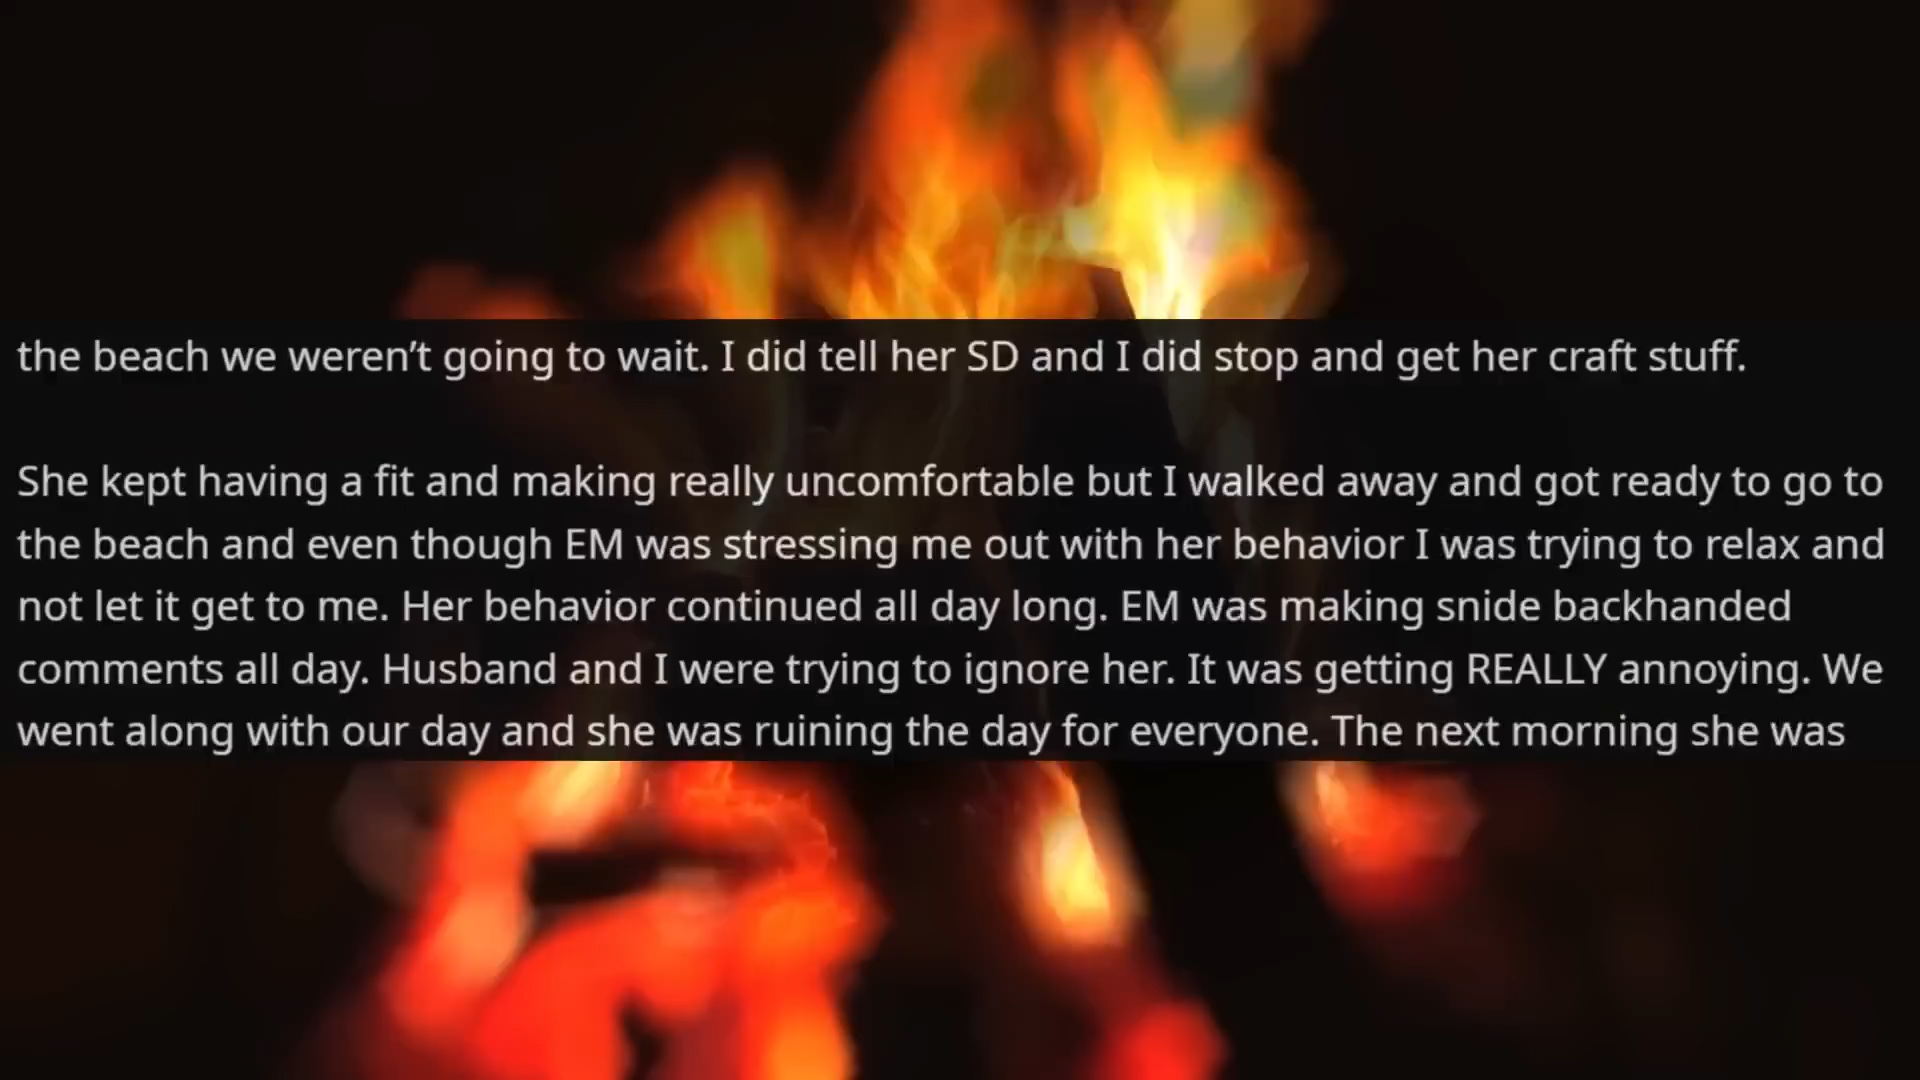 the beach we weren’t going to wait. I did tell her SD and I did stop and get her craft stuff.
She kept having a fit and making really uncomfortable but I walked away and got ready to go to
the beach and even though EM was stressing me out with her behavior I was trying to relax and
not let it get to me. Her behavior continued all day long. EM was making snide backhanded
comments all day. Husband and I were trying to ignore her. It was getting REALLY annoying. We
went along with our day and she was ruining the day for everyone. The next morning she was